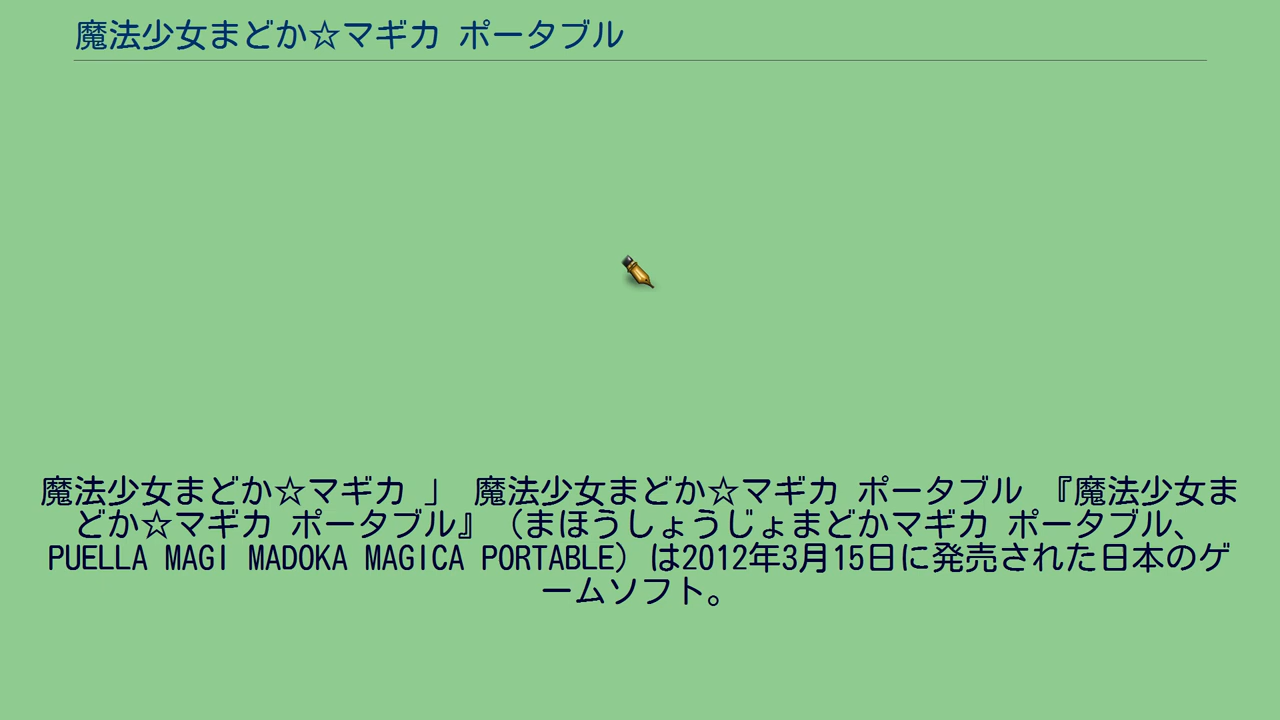 魔法少女まどか☆マギカ ポータブル
魔法少女まどか☆マギカ 」 魔法少女まどか☆マギカ ポータブル 『魔法少女ま
どか☆マギカ ポータブル』（まほうしょうじょまどかマギカ ポータブル、
PUELLA MAGI MADOKA MAGICA PORTABLE）は2012年3月15日に発売された日本のゲ
ームソフト。